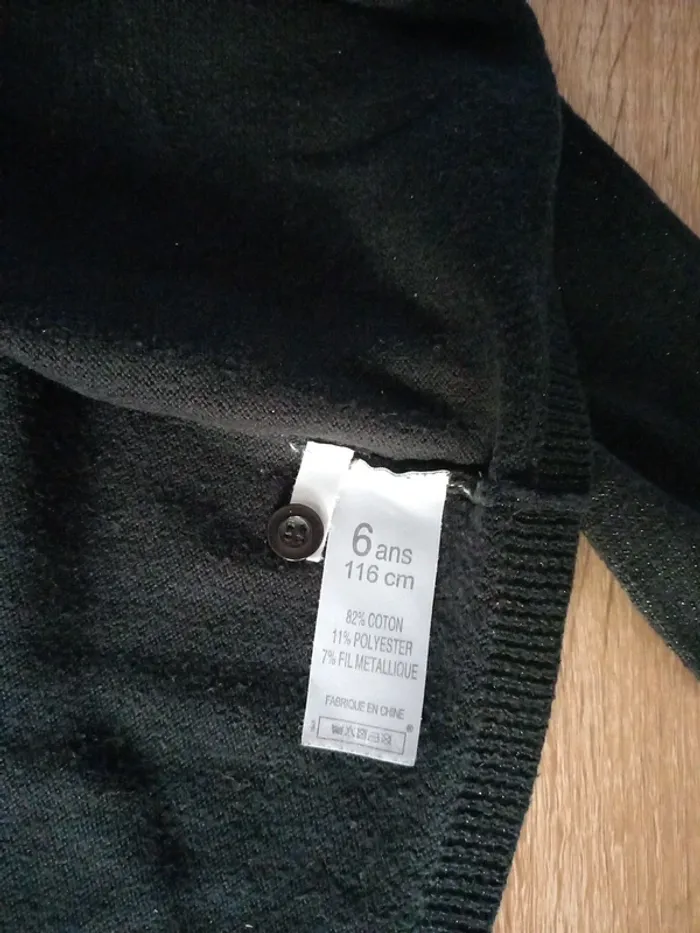 6 ans
116 cm
82% COTON
11% POLYESTER
7% FIL METALLIQUE
FABRIQUE EN CHINE
®